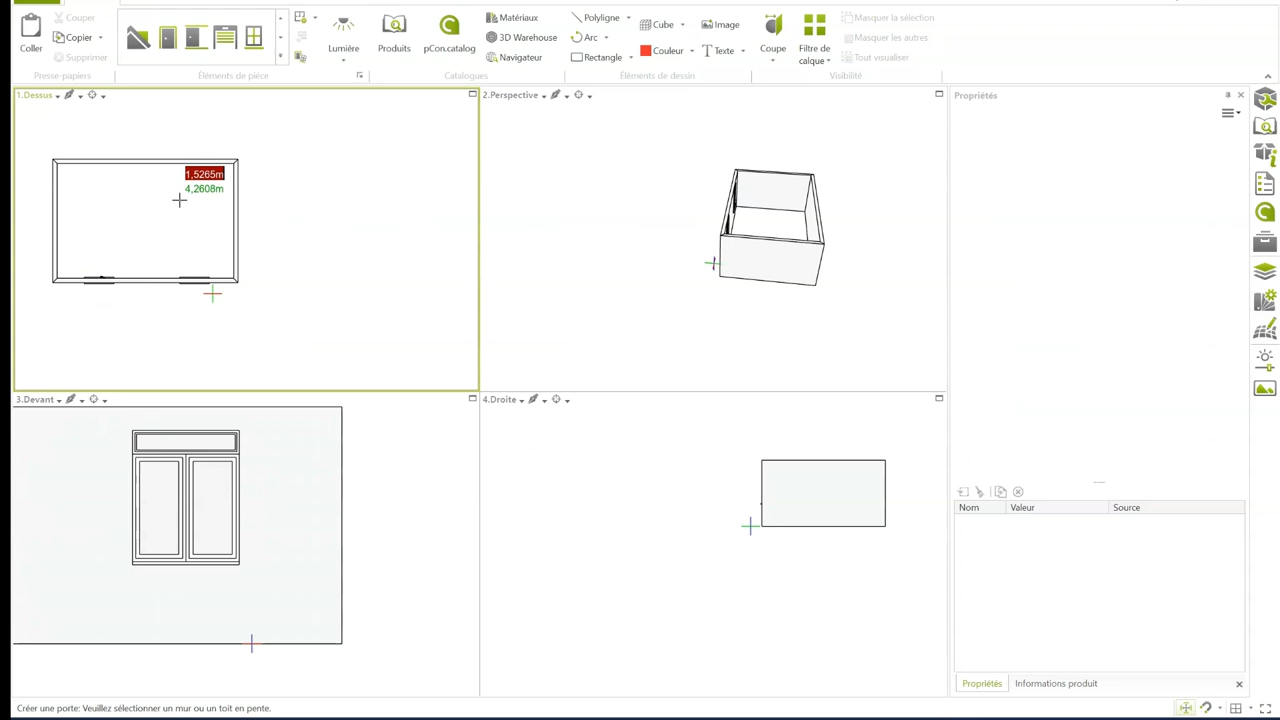 Couper
Copier
Supprimer
Coller
Presse-papiers
Éléments de pièce
Lumière
Produits
pCon.catalog
Matériaux
3D Warehouse
Navigateur
Catalogues
Polyligne
Arc
Rectangle
Cube
Couleur
Image
Texte
Éléments de dessin
Coupe
Filtre de
calque
Masquer la sélection
Masquer les autres
Tout visualiser
Visibilité
1.Dessus
2.Perspective
Propriétés
1,5265m
4,2608m
3.Devant
4.Droite
Nom
Valeur
Source
Propriétés
Informations produit
Créer une porte: Veuillez sélectionner un mur ou un toit en pente.